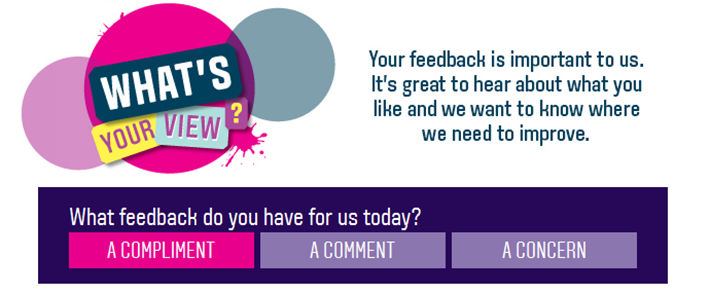 WHAT'S
YOUR VIEW ?
Your feedback is important to us.
It's great to hear about what you
like and we want to know where
we need to improve.
What feedback do you have for us today?
A COMPLIMENT
A COMMENT
A CONCERN